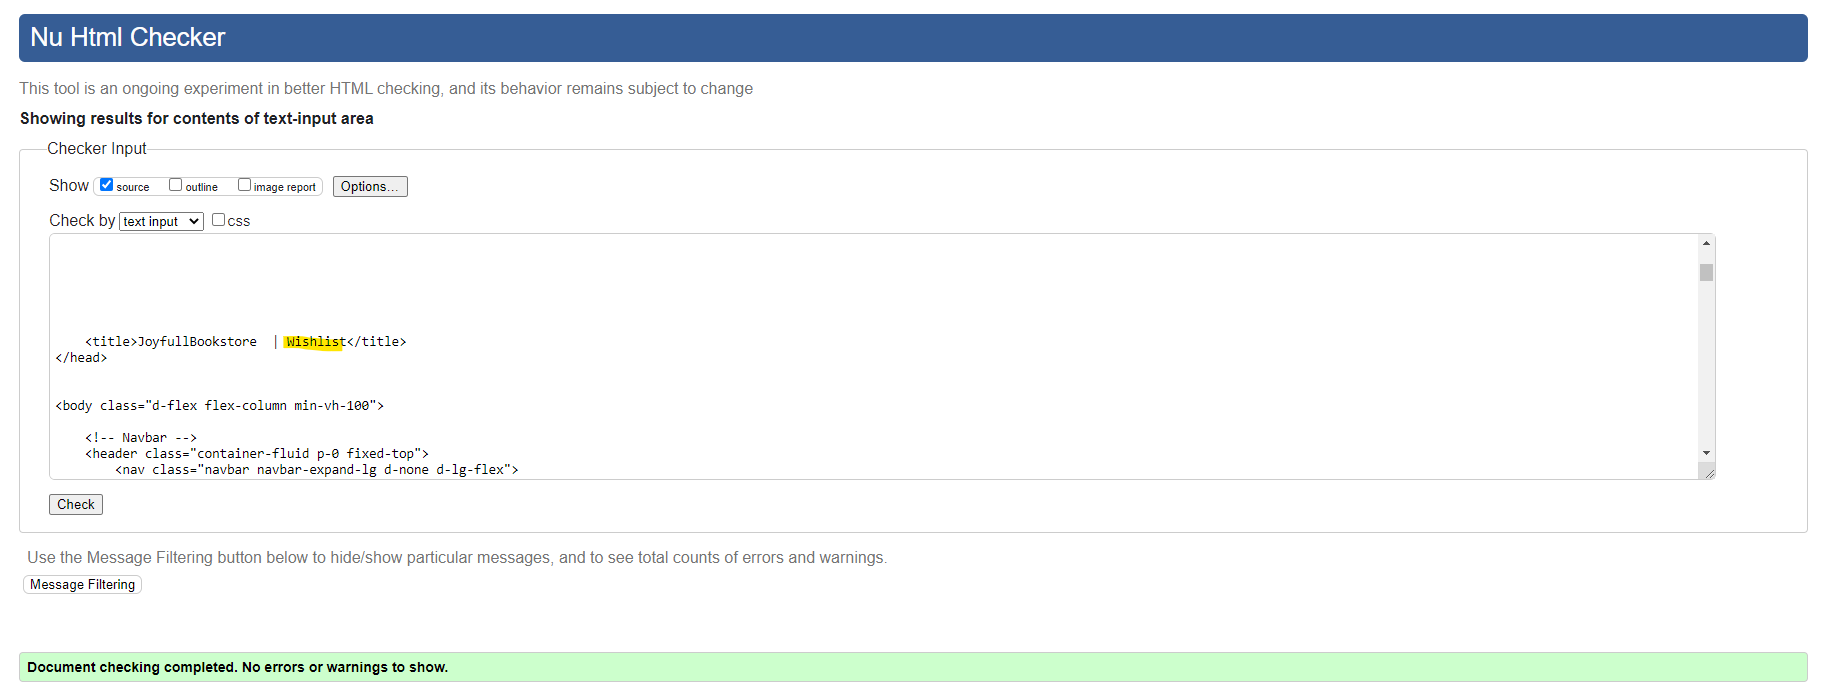 Nu Html Checker
This tool is an ongoing experiment in better HTML checking, and its behavior remains subject to change
Showing results for contents of text-input area
Checker Input
Show source outline image report Options...
Check by text input css
<title>JoyfullBookstore  | Wishlist</title>
</head>
<body class="d-flex flex-column min-vh-100">
<!-- Navbar -->
<header class="container-fluid p-0 fixed-top">
<nav class="navbar navbar-expand-lg d-none d-lg-flex">
Check
Use the Message Filtering button below to hide/show particular messages, and to see total counts of errors and warnings.
Message Filtering
Document checking completed. No errors or warnings to show.